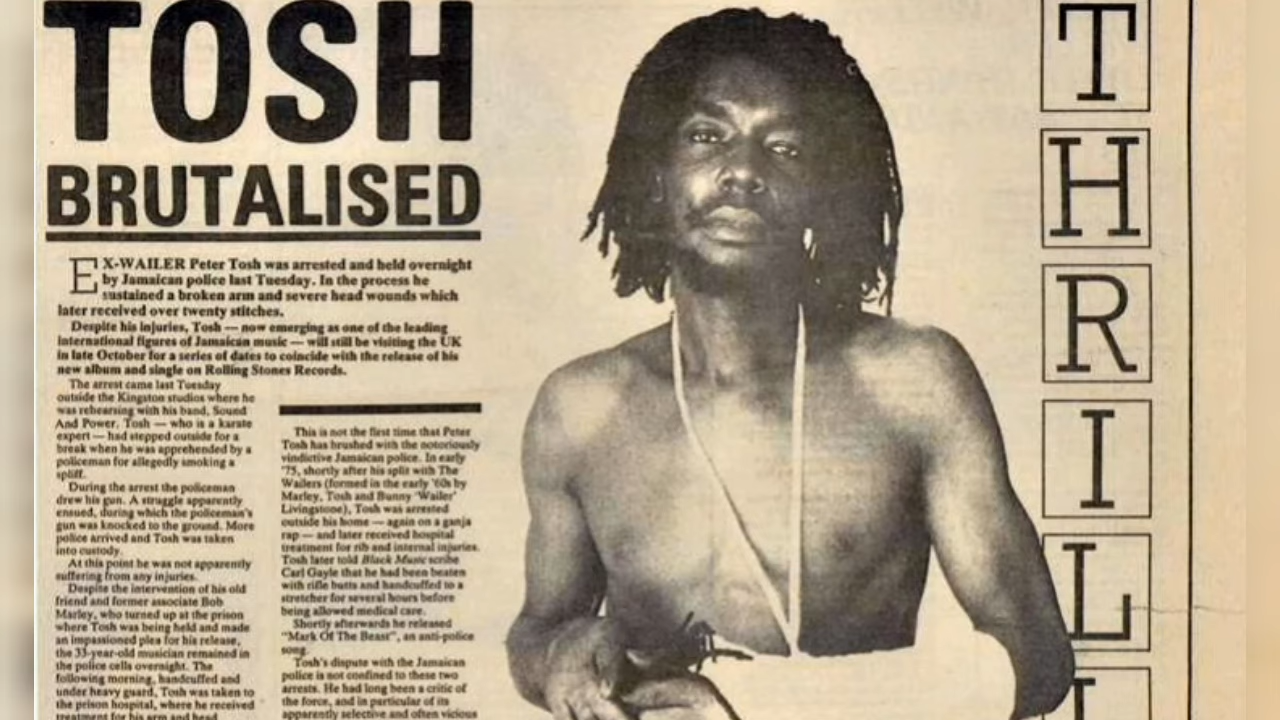 TOSH
BRUTALISED
EX-WAILER Peter Tosh was arrested and held overnight
by Jamaican police last Tuesday. In the process he
sustained a broken arm and severe head wounds which
later received over twenty stitches.
Despite his injuries, Tosh — now emerging as one of the leading
international figures of Jamaican music — will still be visiting the UK
in late October for a series of dates to coincide with the release of his
new album and single on Rolling Stones Records.
The arrest came last Tuesday
outside the Kingston studios where he
was rehearsing with his band, Sound
And Power. Tosh — who is a karate
expert — had stepped outside for a
break when he was apprehended by a
policeman for allegedly smoking a
spliff.
During the arrest the policeman
drew his gun. A struggle apparently
ensued, during which the policeman's
gun was knocked to the ground. More
police arrived and Tosh was taken
into custody.
At this point he was not apparently
suffering from any injuries.
Despite the intervention of his old
friend and former associate Bob
Marley, who turned up at the prison
where Tosh was being held and made
an impassioned plea for his release,
the 33-year-old musician remained in
the police cells overnight. The
following morning, handcuffed and
under heavy guard, Tosh was taken to
the prison hospital, where he received
treatment for his arm and head
This is not the first time that Peter
Tosh has brushed with the notoriously
vindictive Jamaican police. In early
'75, shortly after his split with The
Wailers (formed in the early '60s by
Marley, Tosh and Bunny 'Wailer'
Livingstone), Tosh was arrested
outside his home — again on a ganja
rap — and later received hospital
treatment for rib and internal injuries.
Tosh later told Black Music scribe
Carl Gayle that he had been beaten
with rifle butts and handcuffed to a
stretcher for several hours before
being allowed medical care.
Shortly afterwards he released
"Mark Of The Beast", an anti-police
song.
Tosh's dispute with the Jamaican
police is not confined to these two
arrests. He had long been a critic of
the force, and in particular of its
apparently selective and often vicious
T
H
R
I
L
L